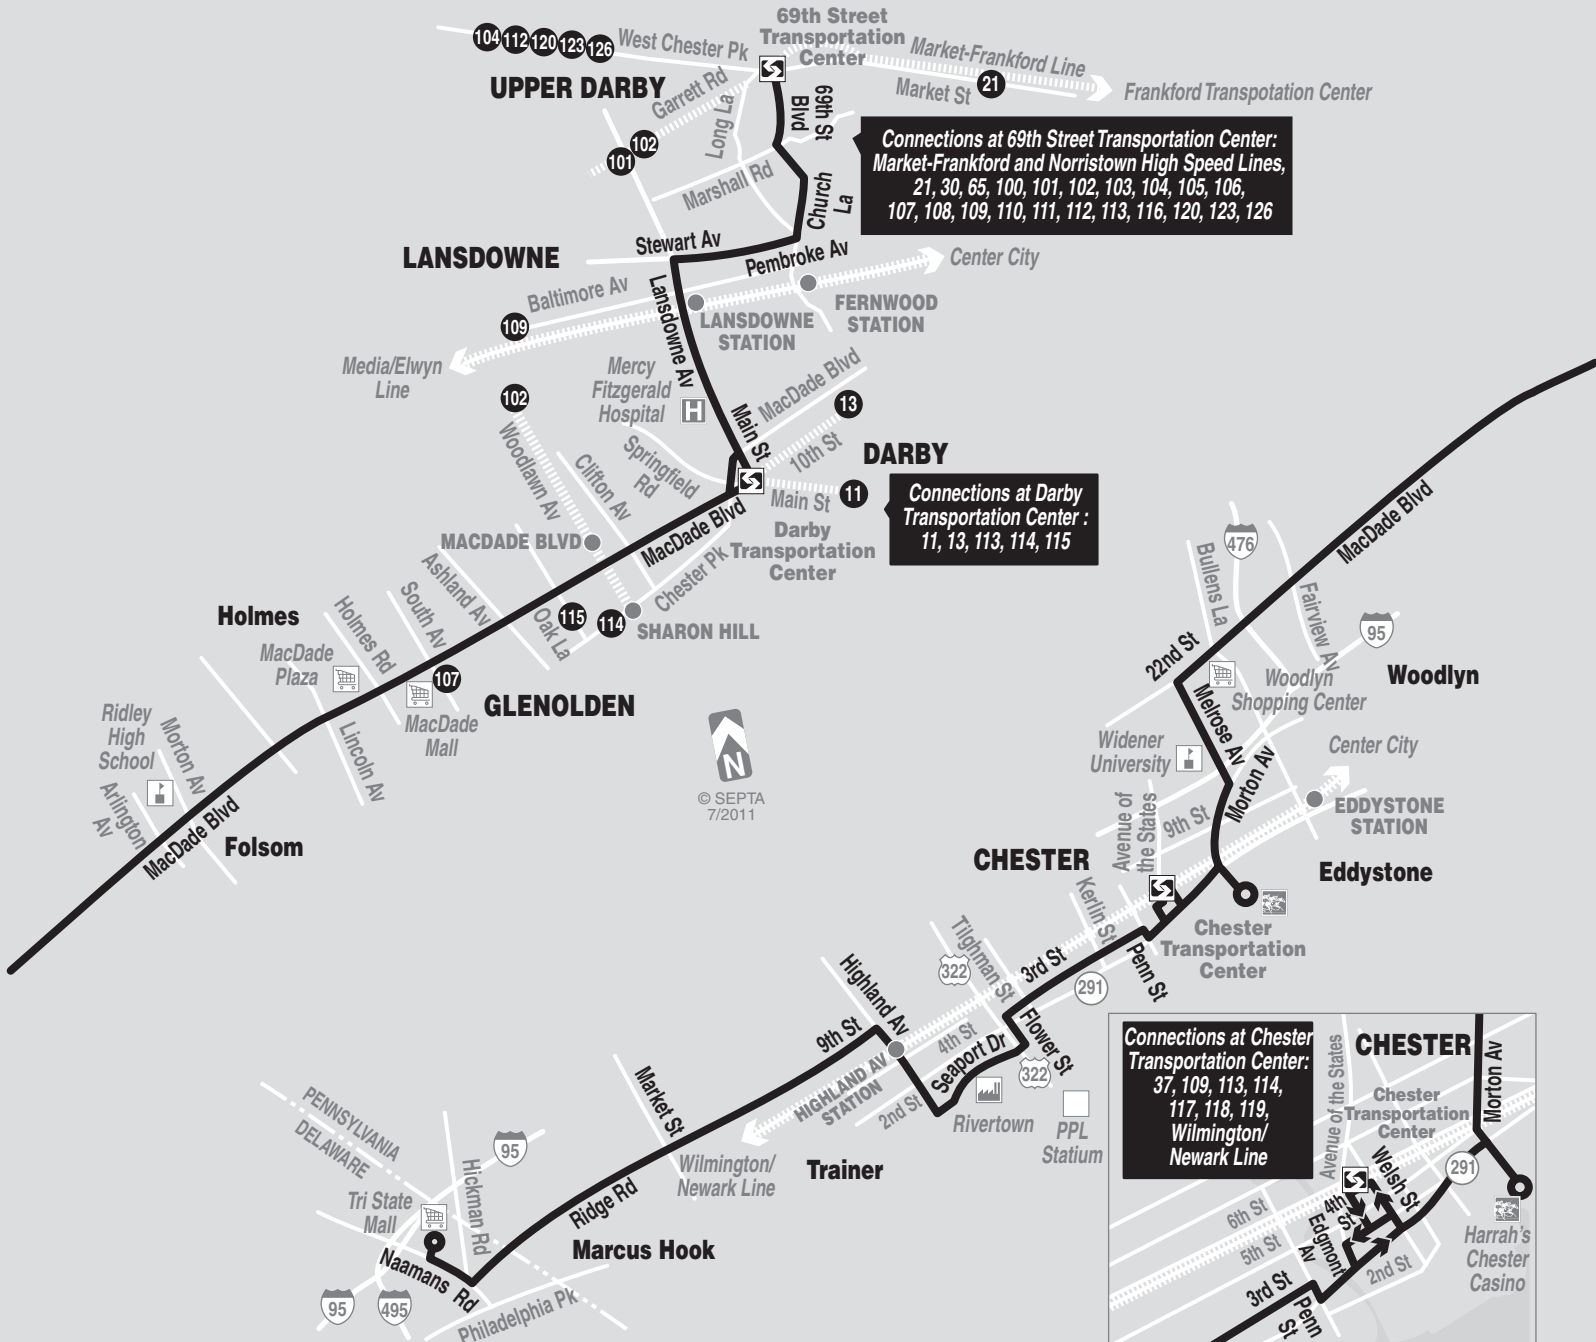 69th Street
Transportation
Center
104 112 120 123 126
West Chester Pk
Market-Frankford Line
Market St
21
Frankford Transpotation Center
UPPER DARBY
Garrett Rd
Long La
69th St
Blvd
102
101
Marshall Rd
Church
La
Connections at 69th Street Transportation Center:
Market-Frankford and Norristown High Speed Lines,
21, 30, 65, 100, 101, 102, 103, 104, 105, 106,
107, 108, 109, 110, 111, 112, 113, 116, 120, 123, 126
LANSDOWNE
Stewart Av
Pembroke Av
Center City
Baltimore Av
Lansdowne Av
109
LANSDOWNE
STATION
FERNWOOD
STATION
Media/Elwyn
Line
Mercy
Fitzgerald
Hospital
H
MacDade Blvd
102
13
Main St
10th St
DARBY
Woodlawn Av
Clifton Av
Springfield
Rd
Main St
11
Connections at Darby
Transportation Center :
11, 13, 113, 114, 115
MACDADE BLVD
MacDade Blvd
Darby
Transportation
Center
Chester Pk
Ashland Av
South Av
Holmes Rd
Oak La
115
114
SHARON HILL
Holmes
MacDade
Plaza
107
GLENOLDEN
MacDade
Mall
Lincoln Av
Ridley
High
School
Morton Av
Arlington
Av
MacDade Blvd
Folsom
N
© SEPTA
7/2011
MacDade Blvd
476
Bullens La
Fairview Av
95
22nd St
Woodlyn
Woodlyn
Shopping Center
Melrose Av
Widener
University
Center City
Morton Av
Avenue of
the States
9th St
EDDYSTONE
STATION
CHESTER
Eddystone
Kerlin St
Chester
Transportation
Center
Tilghman St
322
3rd St
Penn St
291
Highland Av
9th St
4th St
Flower St
Seaport Dr
322
HIGHLAND AV
STATION
2nd St
Rivertown
PPL
Statium
Market St
Wilmington/
Newark Line
Trainer
PENNSYLVANIA
DELAWARE
95
Hickman Rd
Tri State
Mall
Ridge Rd
Marcus Hook
Naamans Rd
95
495
Philadelphia Pk
Connections at Chester
Transportation Center:
37, 109, 113, 114,
117, 118, 119,
Wilmington/
Newark Line
Avenue of the States
CHESTER
Morton Av
Chester
Transportation
Center
291
Welsh St
4th
St
6th St
5th St
Edgmont
Av
2nd St
Harrah's
Chester
Casino
3rd St
Penn
St